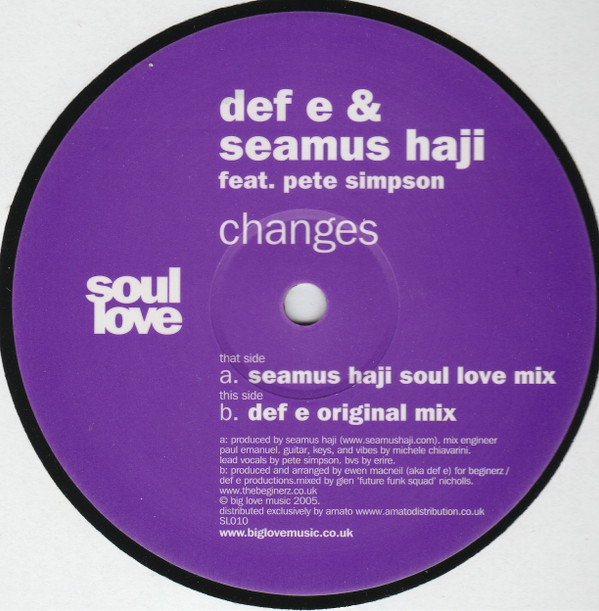 def e &
seamus haji
feat. pete simpson
changes
soul
love
that side
a. seamus haji soul love mix
this side
b. def e original mix
a: produced by seamus haji (www.seamushaji.com). mix engineer
paul emanuel. guitar, keys, and vibes by michele chiavarini.
lead vocals by pete simpson. bvs by erire.
b: produced and arranged by ewen macneil (aka def e) for beginerz /
def e productions.mixed by glen 'future funk squad' nicholls.
www.thebeginerz.co.uk
© big love music 2005.
distributed exclusively by amato www.amatodistribution.co.uk
SL010
www.biglovemusic.co.uk